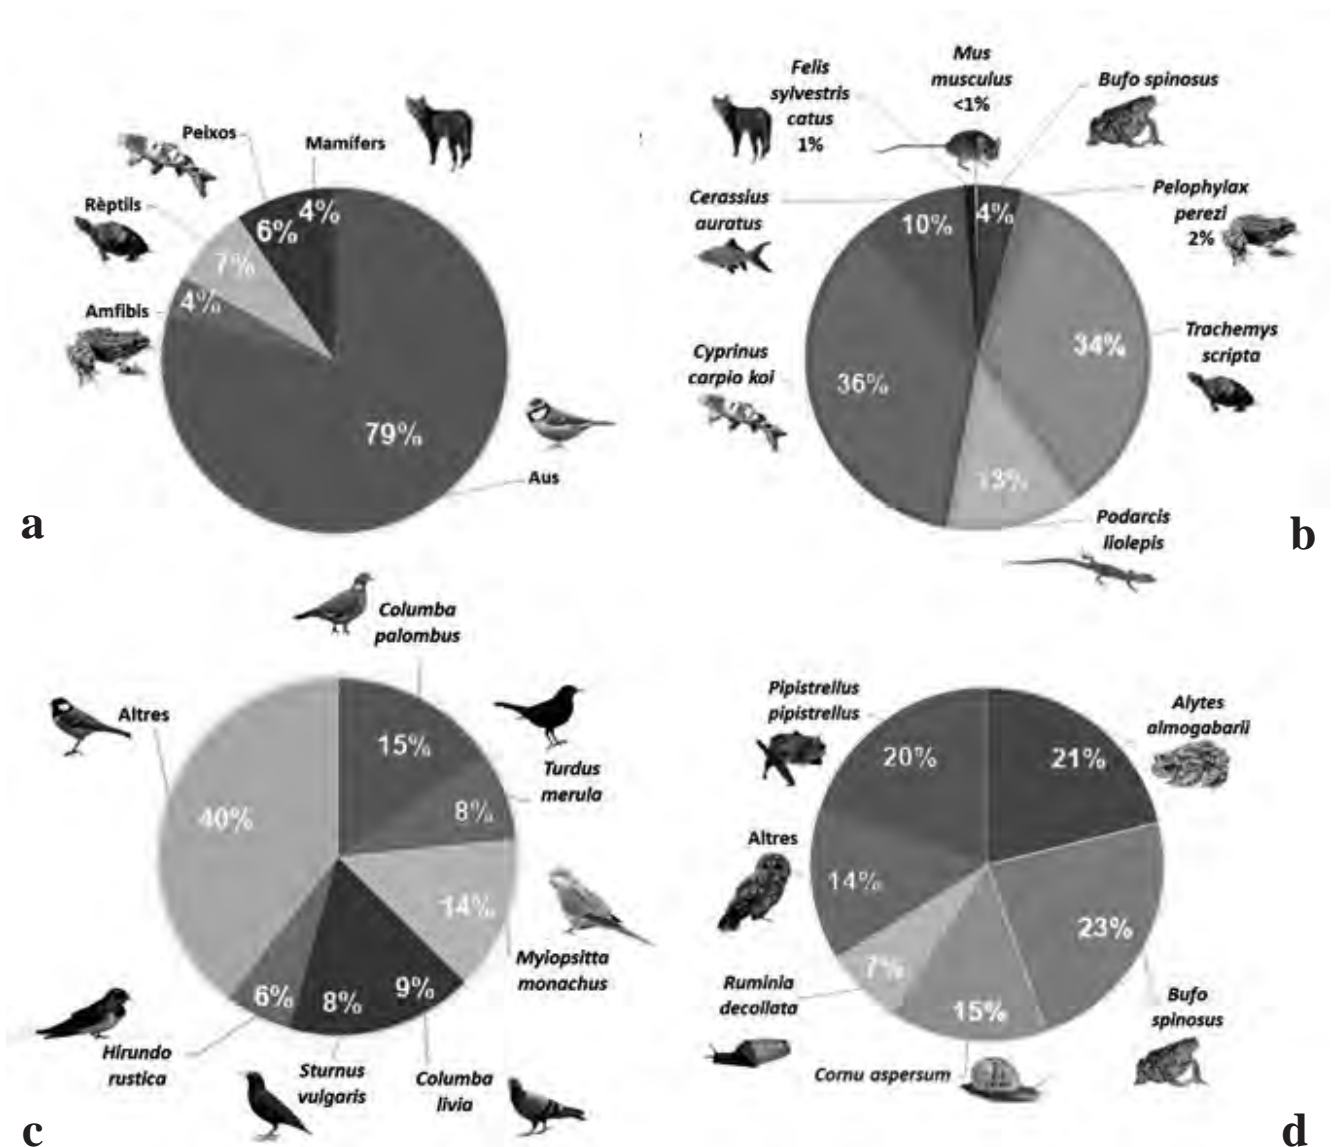 Peixos
Mamífers
Rèptils
Amfibis
4%
6%
7%
4%
79%
Aus
a
Felis
sylvestris
catus
1%
Mus
musculus
<1%
Bufo spinosus
Pelophylax
perezi
2%
Cerassius
auratus
10%
4%
34%
Trachemys
scripta
Cyprinus
carpio koi
36%
13%
Podarcis
liolepis
b
Columba
palombus
Altres
15%
Turdus
merula
8%
40%
14%
Myiopsitta
monachus
9%
8%
6%
Hirundo
rustica
Sturnus
vulgaris
Columba
livia
c
Pipistrellus
pipistrellus
Alytes
almogabarii
20%
21%
Altres
14%
23%
7%
15%
Ruminia
decollata
Bufo
spinosus
Cornu aspersum
d